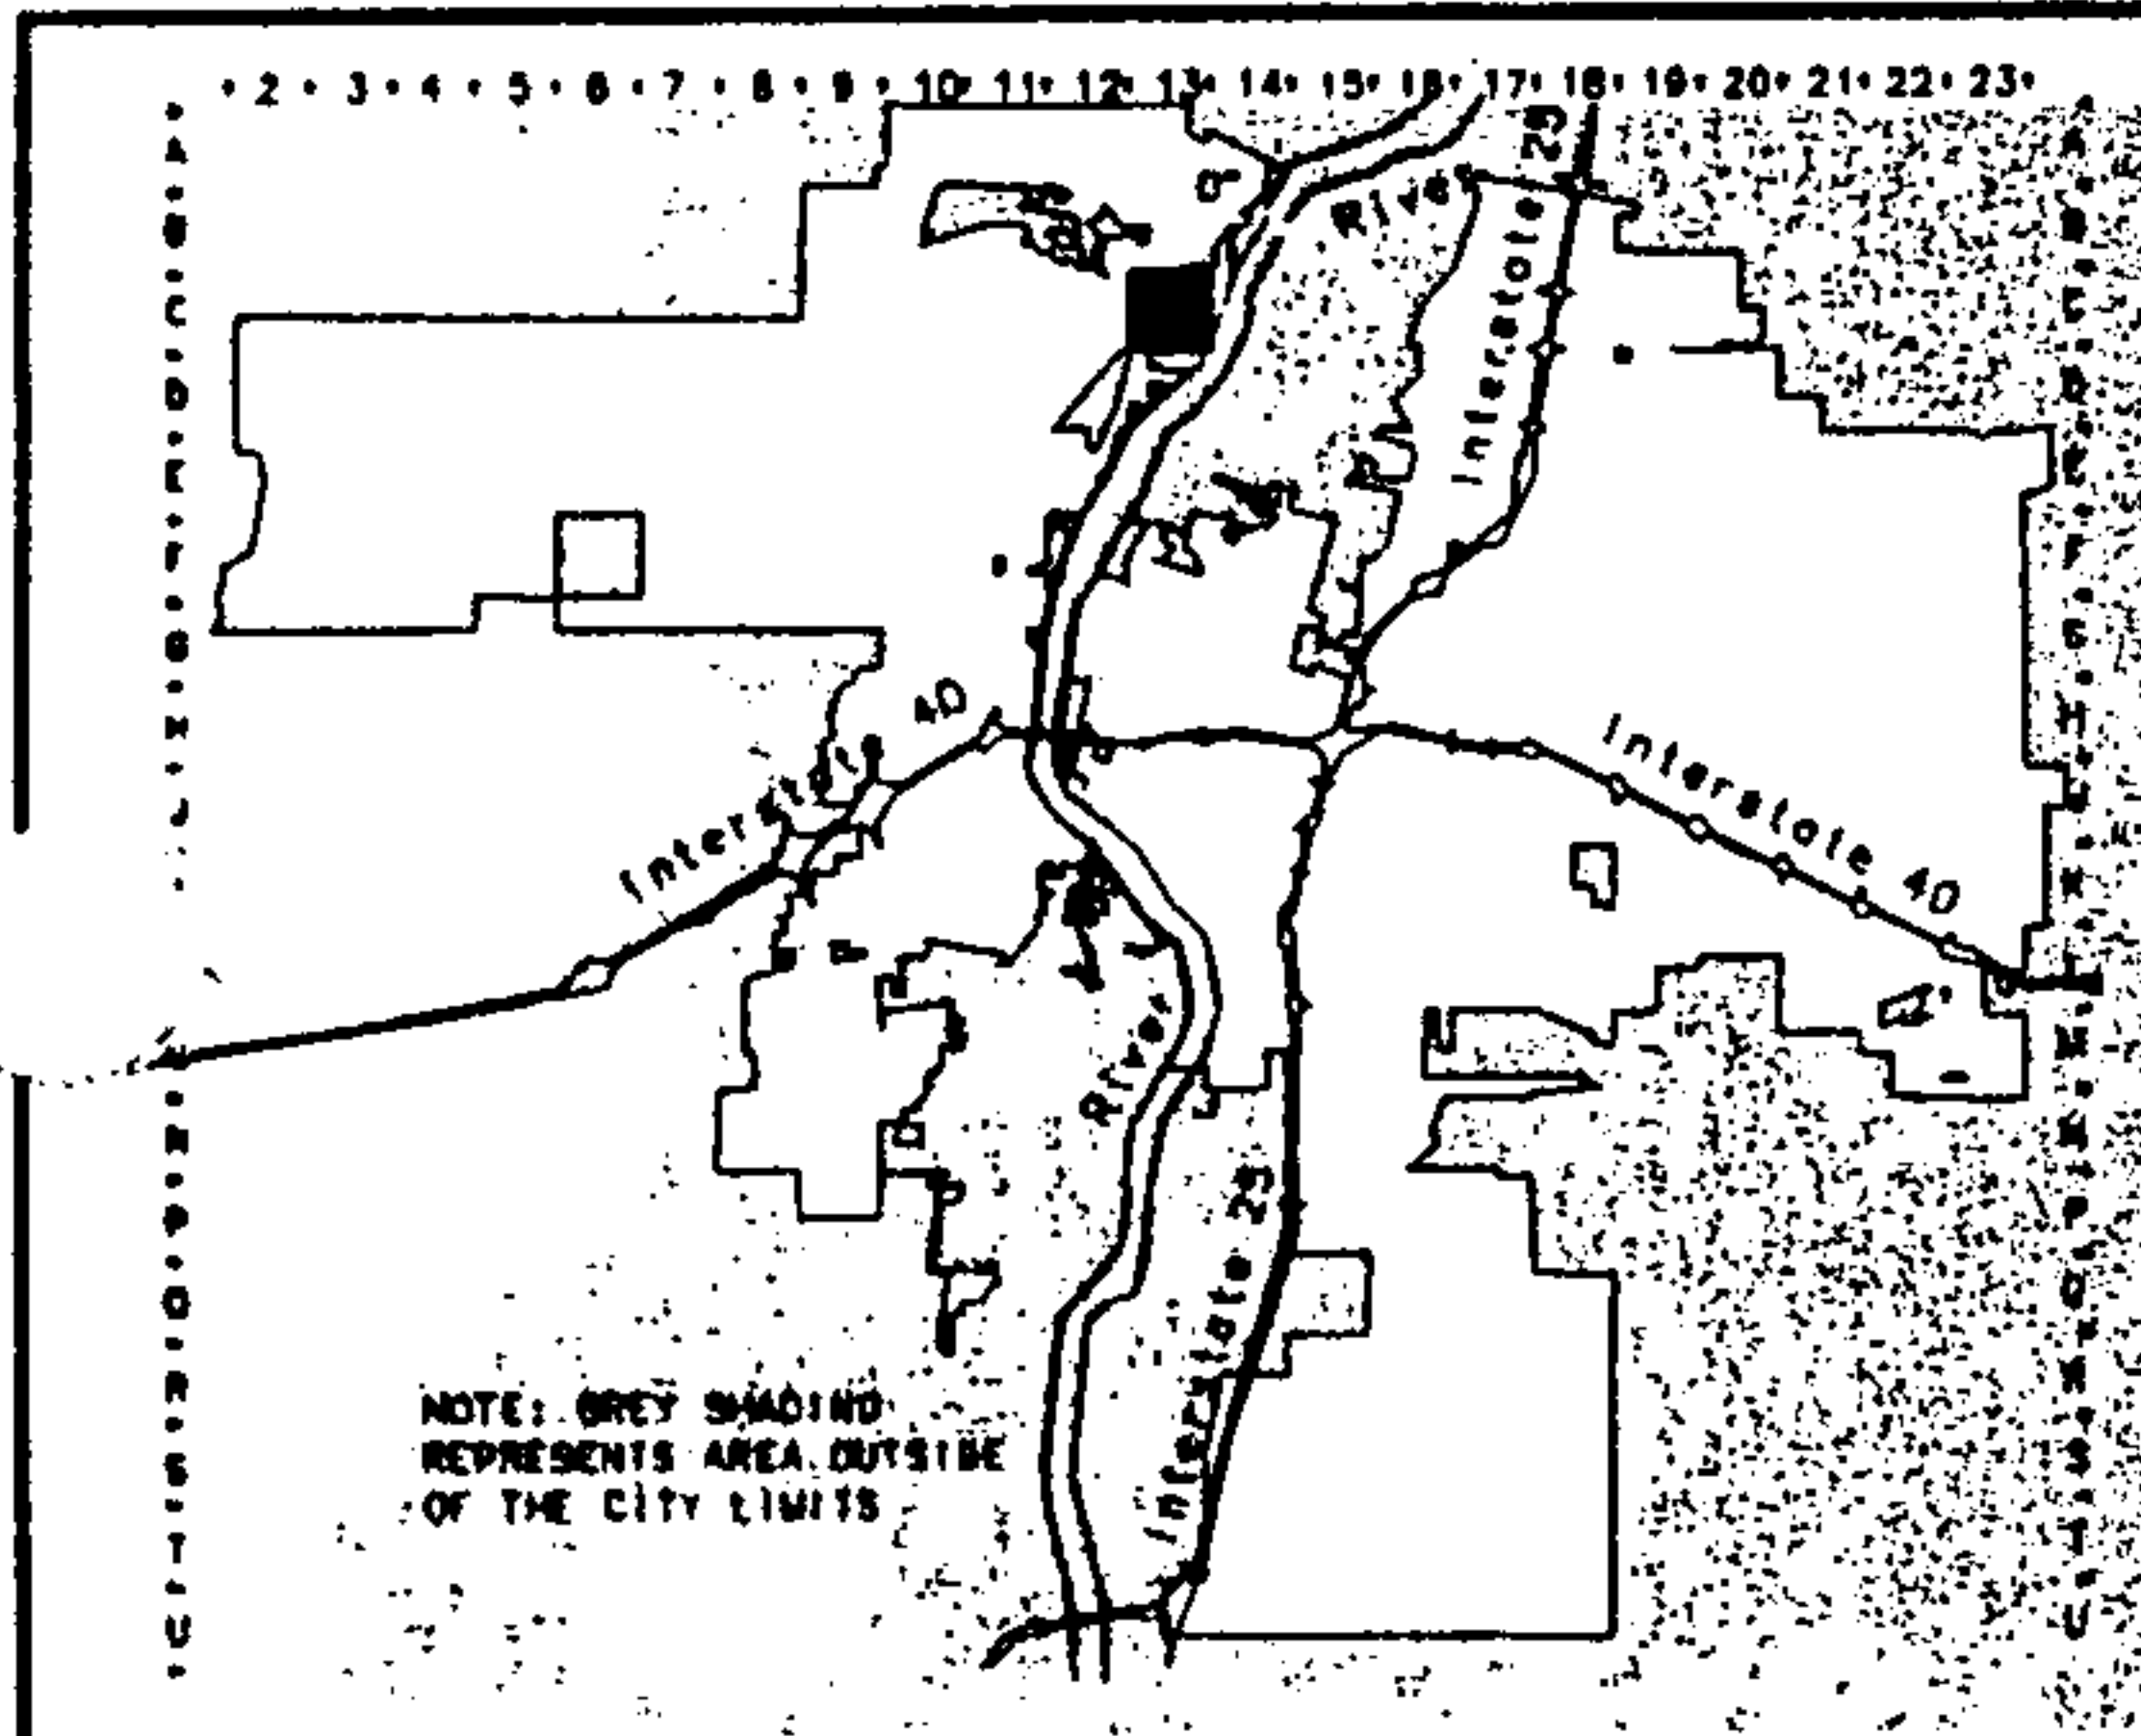 2 3 4 5 6 7 8 9 10 11 12 13 14 15 16 17 18 19 20 21 22 23
A
B
C
D
E
F
G
H
J
M
N
P
Q
R
S
T
U
River
Interstate 29
Interstate 40
Interstate 40
River
Interstate 29
NOTE: GREY SHADING
REPRESENTS AREA OUTSIDE
OF THE CITY LIMITS
A
B
C
D
E
F
G
H
K
L
M
N
P
Q
R
S
T
U